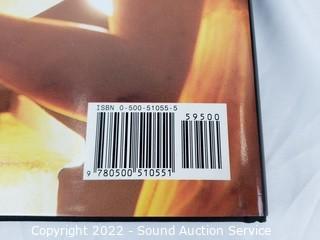 ISBN 0-500-51055-5
59500
9 780500 510551
Copyright 2022 - Sound Auction Service